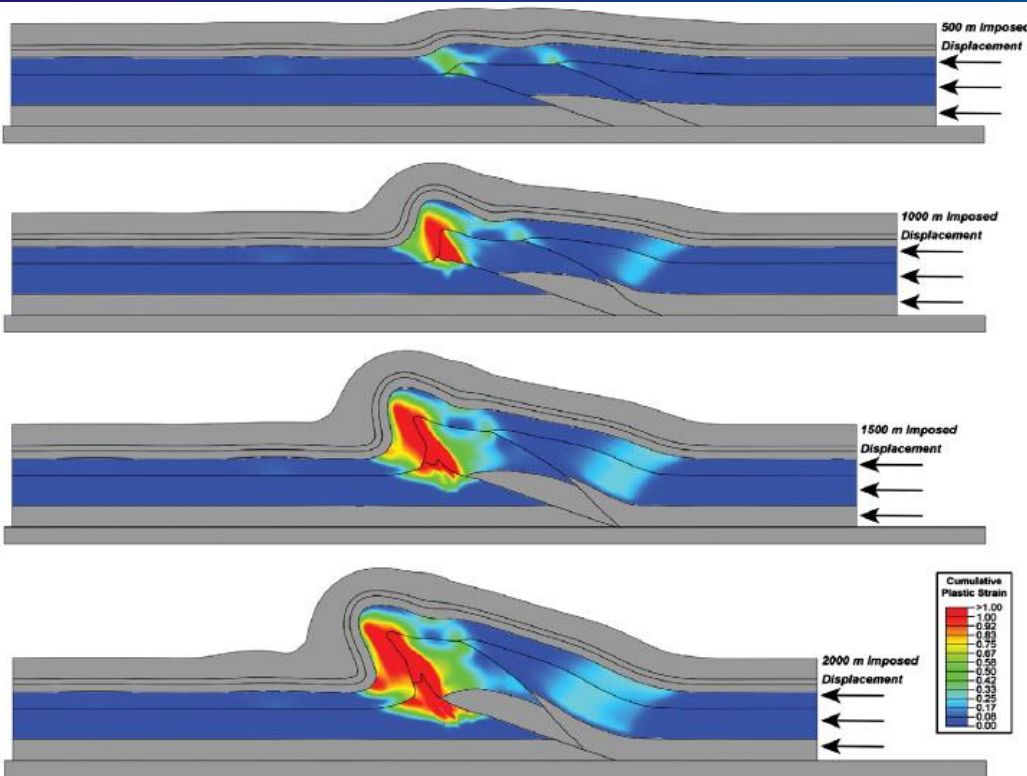 500 m Imposed
Displacement
1000 m Imposed
Displacement
1500 m Imposed
Displacement
2000 m Imposed
Displacement
Cumulative
Plastic Strain
>1.00
1.00
0.92
0.83
0.75
0.67
0.58
0.50
0.42
0.33
0.25
0.17
0.08
0.00